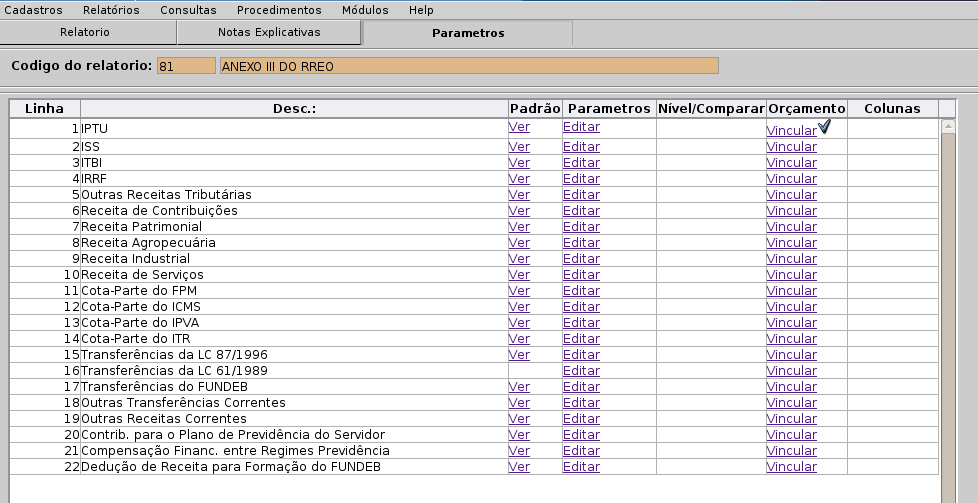 Cadastros Relatórios Consultas Procedimentos Módulos Help
Relatorio Notas Explicativas Parametros
Codigo do relatorio: 81 ANEXO III DO RREO
Linha Desc.: Padrão Parametros Nível/Comparar Orçamento Colunas
1 IPTU Ver Editar Vincular
2 ISS Ver Editar Vincular
3 ITBI Ver Editar Vincular
4 IRRF Ver Editar Vincular
5 Outras Receitas Tributárias Ver Editar Vincular
6 Receita de Contribuições Ver Editar Vincular
7 Receita Patrimonial Ver Editar Vincular
8 Receita Agropecuária Ver Editar Vincular
9 Receita Industrial Ver Editar Vincular
10 Receita de Serviços Ver Editar Vincular
11 Cota-Parte do FPM Ver Editar Vincular
12 Cota-Parte do ICMS Ver Editar Vincular
13 Cota-Parte do IPVA Ver Editar Vincular
14 Cota-Parte do ITR Ver Editar Vincular
15 Transferências da LC 87/1996 Ver Editar Vincular
16 Transferências da LC 61/1989 Editar Vincular
17 Transferências do FUNDEB Ver Editar Vincular
18 Outras Transferências Correntes Ver Editar Vincular
19 Outras Receitas Correntes Ver Editar Vincular
20 Contrib. para o Plano de Previdência do Servidor Ver Editar Vincular
21 Compensação Financ. entre Regimes Previdência Ver Editar Vincular
22 Dedução de Receita para Formação do FUNDEB Ver Editar Vincular